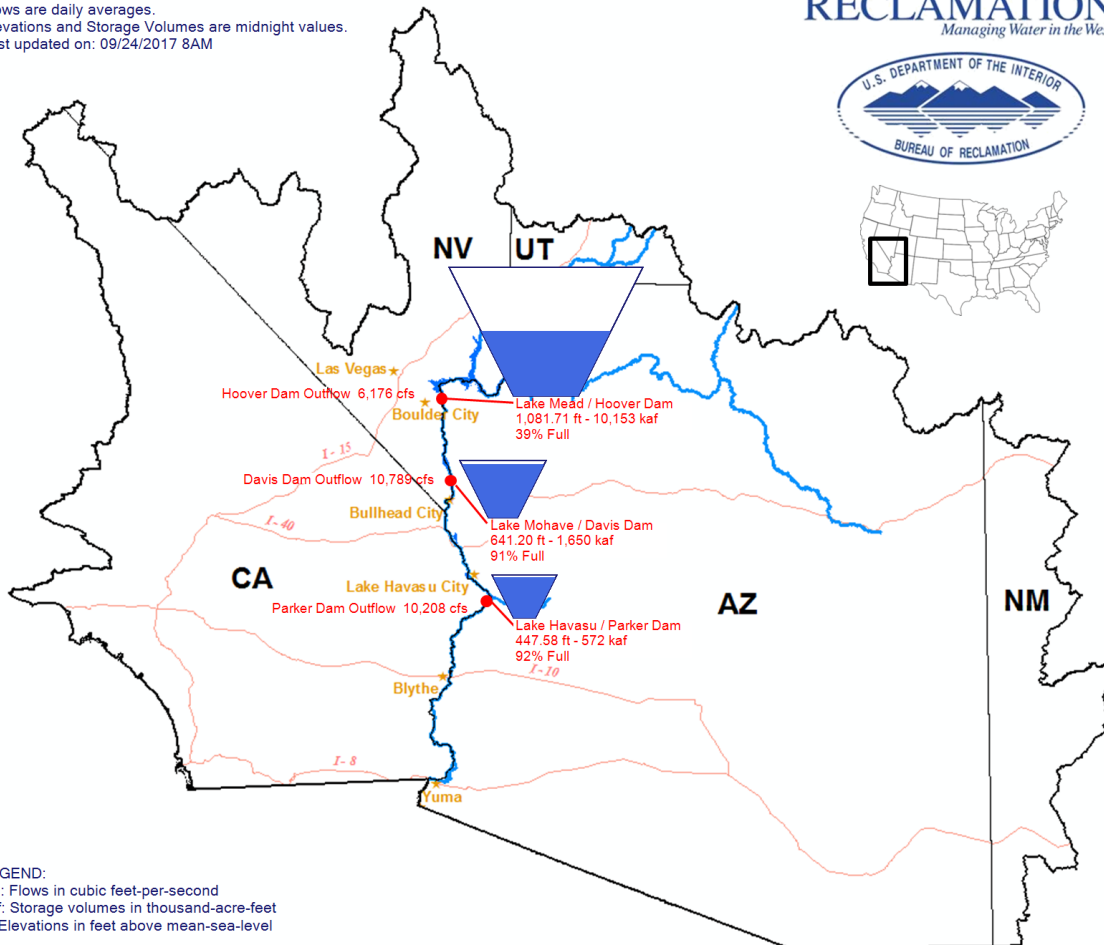 ows are daily averages.
evations and Storage Volumes are midnight values.
st updated on: 09/24/2017 8AM
RECLAMATION
Managing Water in the Wes
U.S. DEPARTMENT OF THE INTERIOR
BUREAU OF RECLAMATION
NV
UT
Las Vegas
Hoover Dam Outflow 6,176 cfs
Boulder City
Lake Mead / Hoover Dam
1,081.71 ft - 10,153 kaf
39% Full
I - 15
Davis Dam Outflow 10,789 cfs
Bullhead City
I - 40
Lake Mohave / Davis Dam
641.20 ft - 1,650 kaf
91% Full
CA
Lake Havasu City
Parker Dam Outflow 10,208 cfs
AZ
NM
Lake Havasu / Parker Dam
447.58 ft - 572 kaf
92% Full
I - 10
Blythe
I - 8
Yuma
GEND:
: Flows in cubic feet-per-second
f: Storage volumes in thousand-acre-feet
Elevations in feet above mean-sea-level